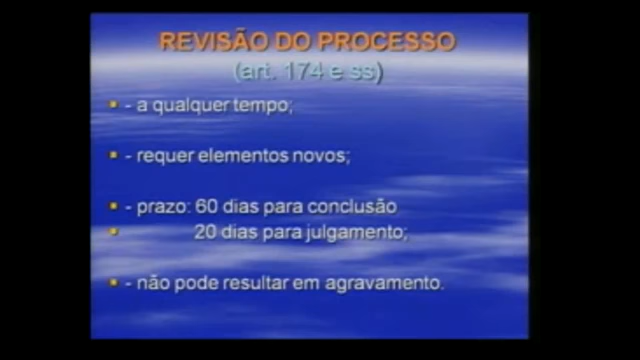 REVISÃO DO PROCESSO
(art. 174 e ss)
- a qualquer tempo;
- requer elementos novos;
- prazo: 60 dias para conclusão
20 dias para julgamento;
- não pode resultar em agravamento.